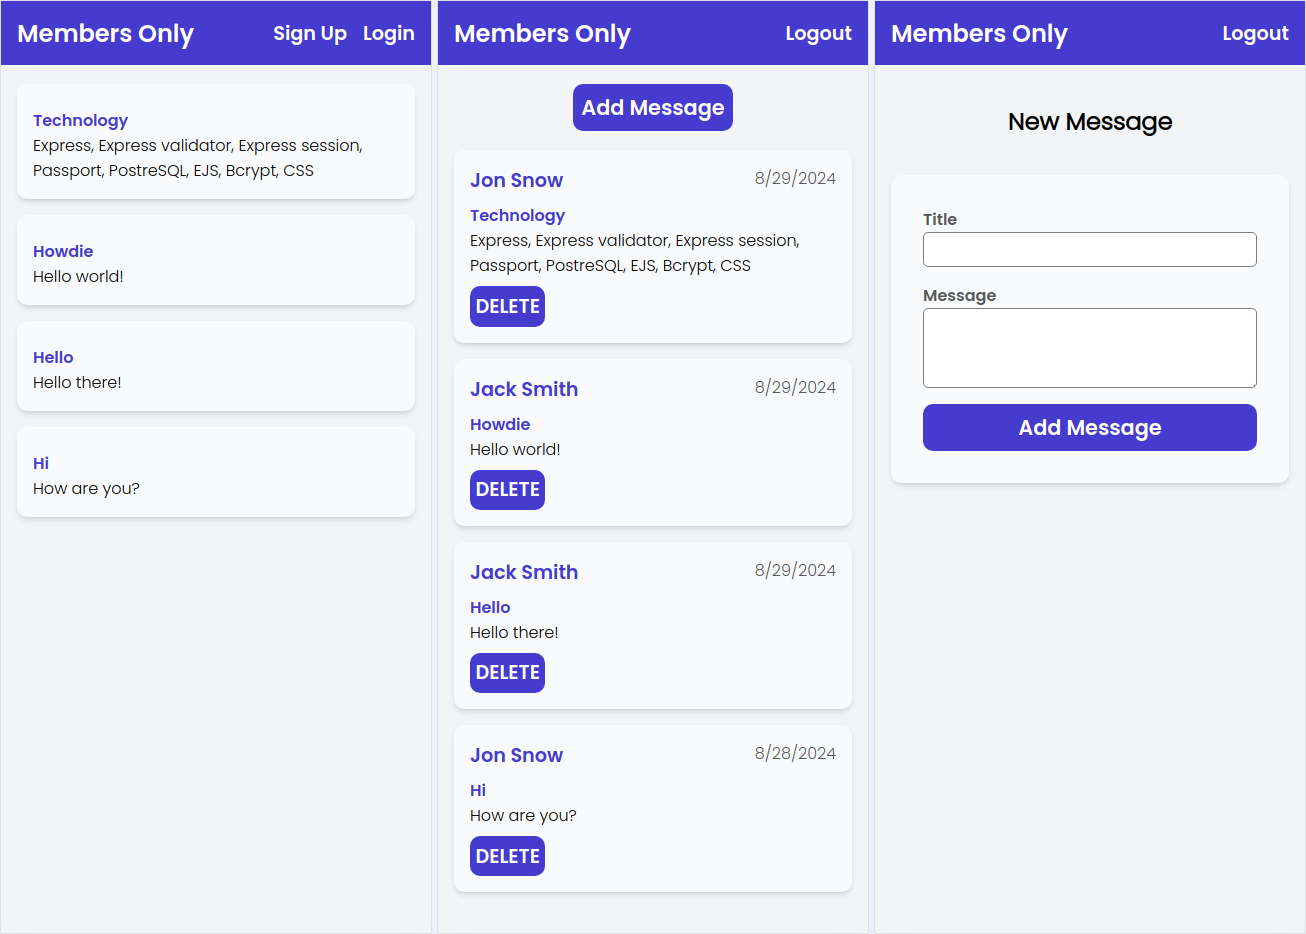 Members Only
Sign Up Login
Technology
Express, Express validator, Express session,
Passport, PostreSQL, EJS, Bcrypt, CSS
Howdie
Hello world!
Hello
Hello there!
Hi
How are you?
Members Only
Logout
Add Message
Jon Snow
8/29/2024
Technology
Express, Express validator, Express session,
Passport, PostreSQL, EJS, Bcrypt, CSS
DELETE
Jack Smith
8/29/2024
Howdie
Hello world!
DELETE
Jack Smith
8/29/2024
Hello
Hello there!
DELETE
Jon Snow
8/28/2024
Hi
How are you?
DELETE
Members Only
Logout
New Message
Title
Message
Add Message